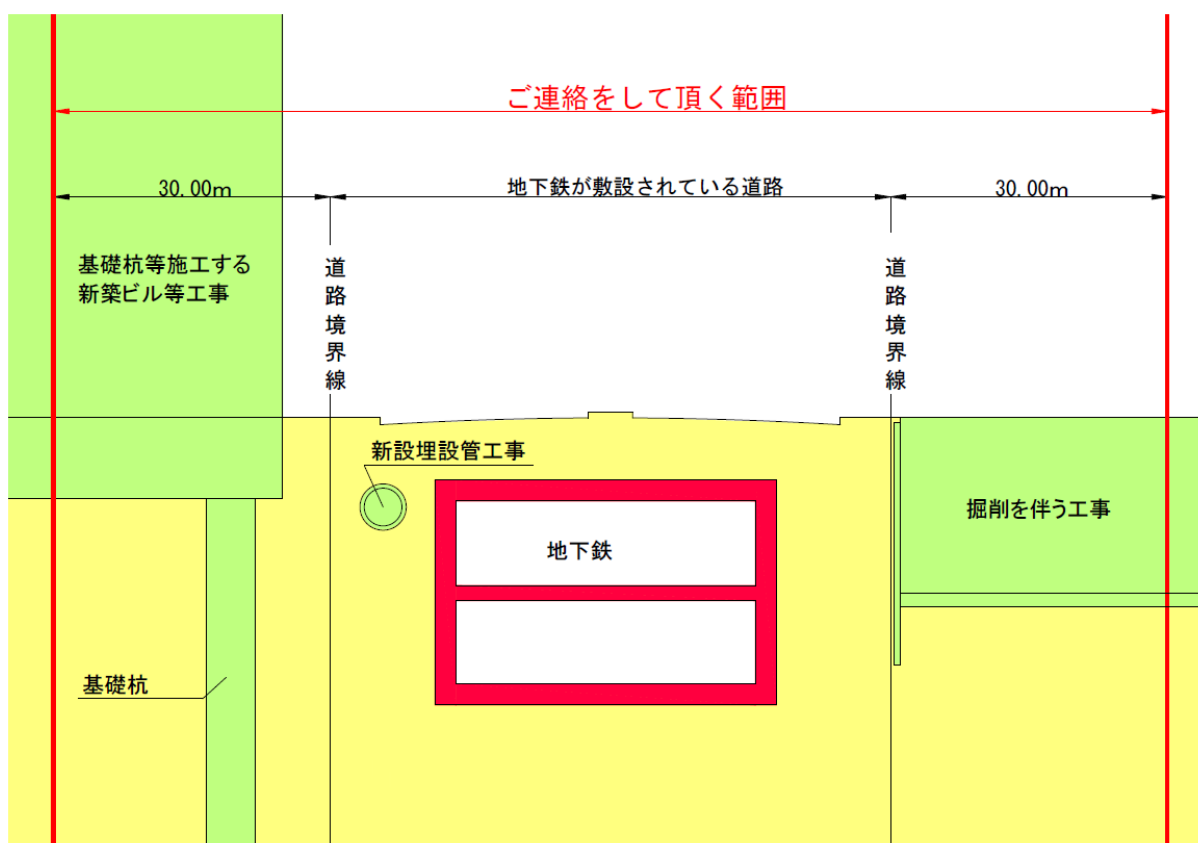 ご連絡をして頂く範囲
30.00m
地下鉄が敷設されている道路
30.00m
基礎杭等施工する
新築ビル等工事
道路境界線
道路境界線
新設埋設管工事
掘削を伴う工事
地下鉄
基礎杭